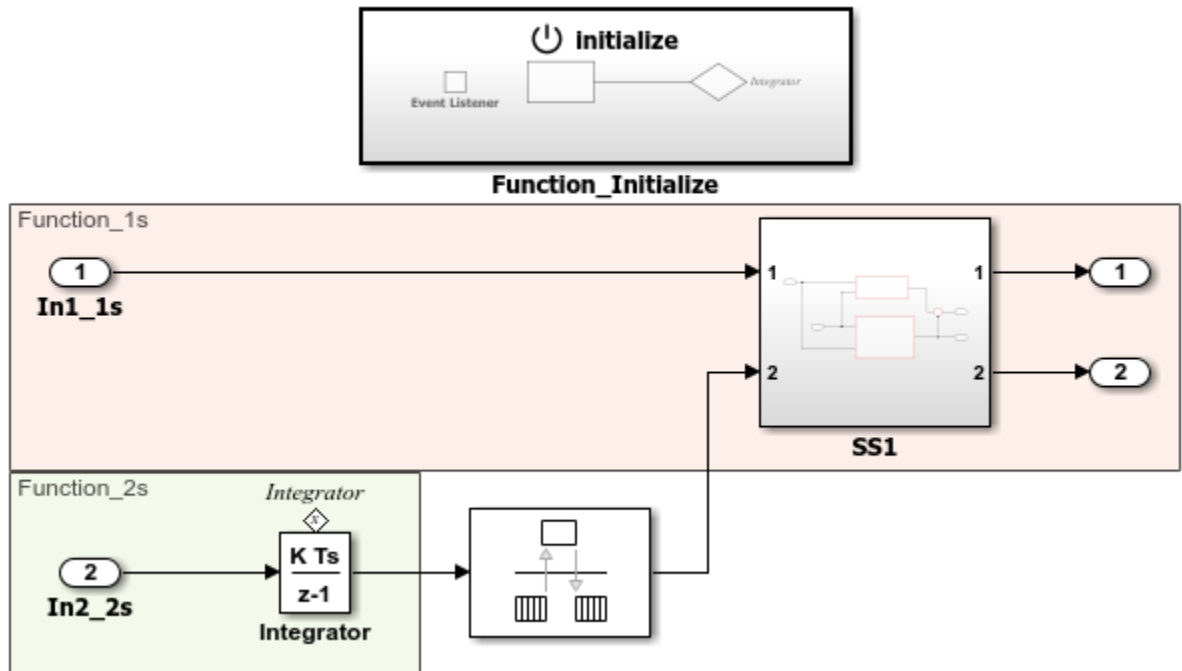 initialize
Event Listener
Integrator
Function_Initialize
Function_1s
1
In1_1s
1
1
1
2
2
2
SS1
Function_2s
Integrator
x
2
In2_2s
K Ts
z-1
Integrator